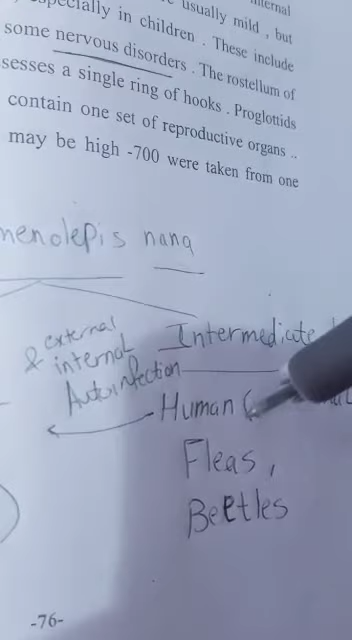 usually mild , but
especially in children . These include
some nervous disorders . The rostellum of
sesses a single ring of hooks . Proglottids
contain one set of reproductive organs ..
may be high -700 were taken from one
menolepis nana
& external
internal
Autoinfection
Intermediate
Human (
Fleas ,
Beetles
-76-